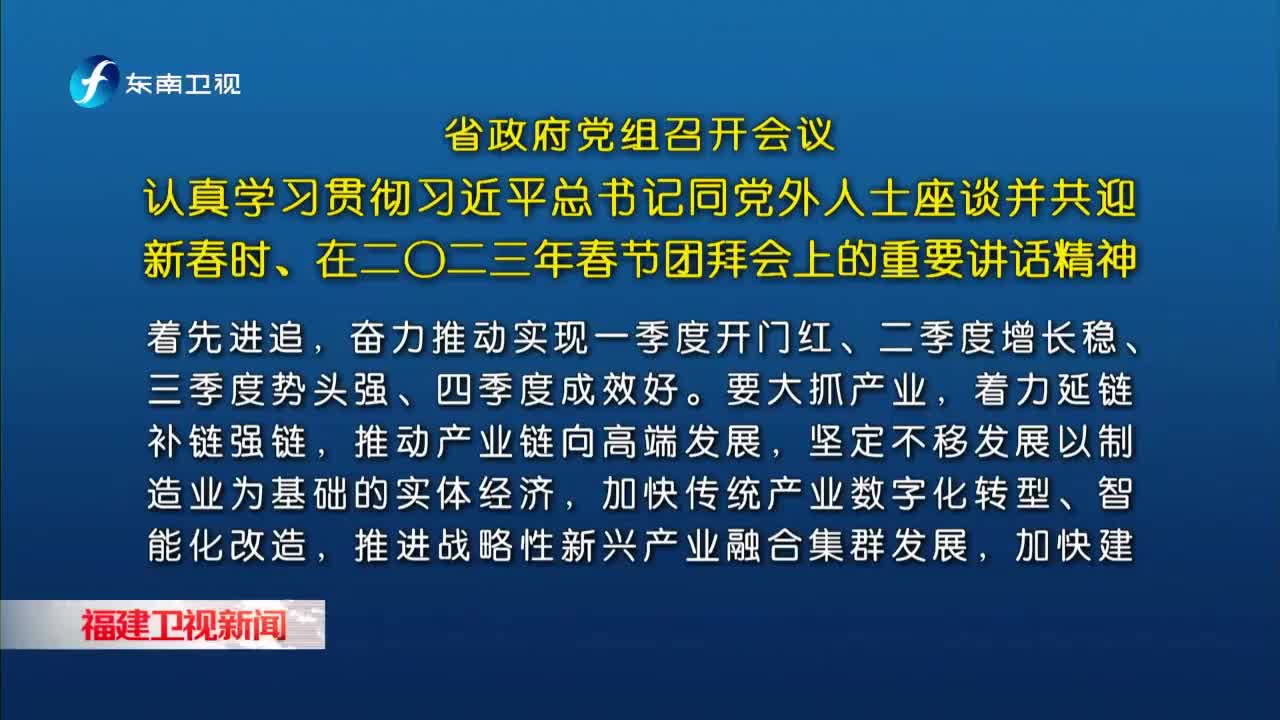 东南卫视
省政府党组召开会议
认真学习贯彻习近平总书记同党外人士座谈并共迎
新春时、在二〇二三年春节团拜会上的重要讲话精神
着先进追，奋力推动实现一季度开门红、二季度增长稳、
三季度势头强、四季度成效好。要大抓产业，着力延链
补链强链，推动产业链向高端发展，坚定不移发展以制
造业为基础的实体经济，加快传统产业数字化转型、智
能化改造，推进战略性新兴产业融合集群发展，加快建
福建卫视新闻